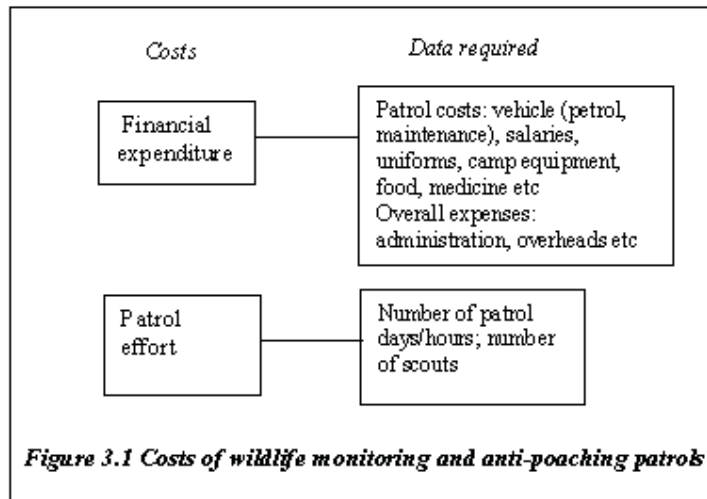 Costs
Data required
Financial
expenditure
Patrol costs: vehicle (petrol,
maintenance), salaries,
uniforms, camp equipment,
food, medicine etc
Overall expenses:
administration, overheads etc
Patrol
effort
Number of patrol
days/hours; number
of scouts
Figure 3.1 Costs of wildlife monitoring and anti-poaching patrols